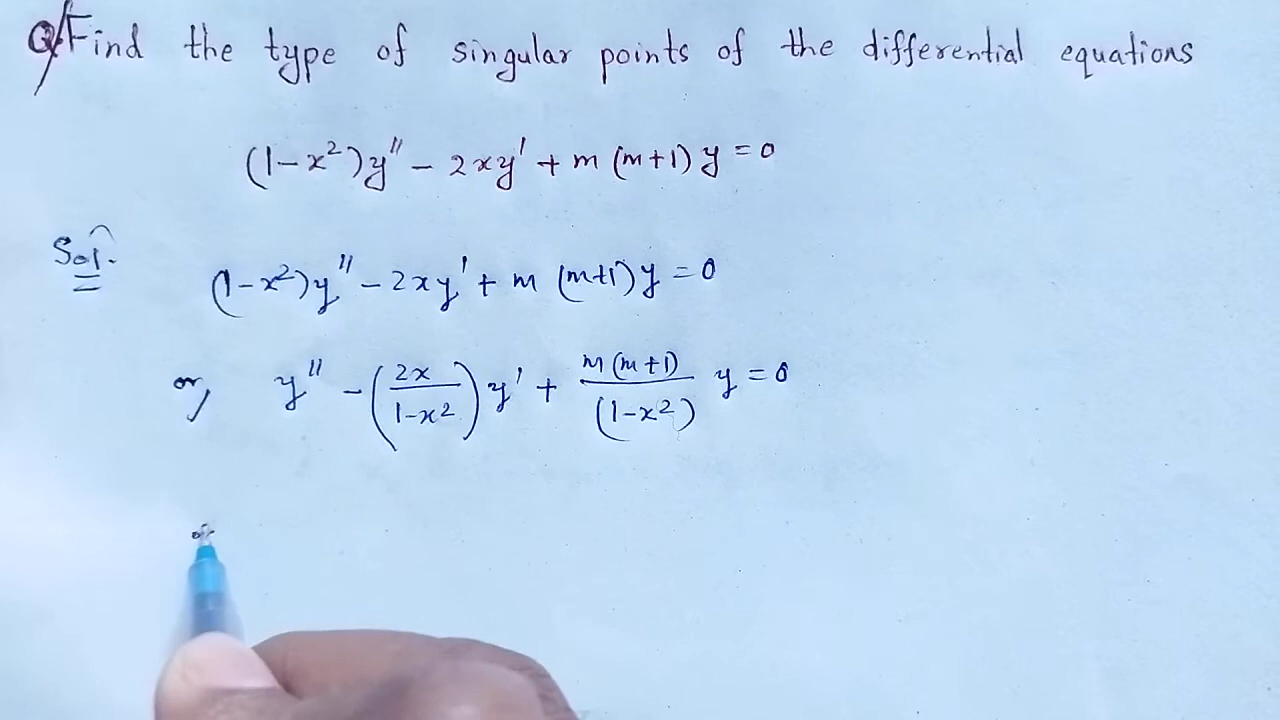 Q/ Find the type of singular points of the differential equations
(1-x²)y'' - 2xy' + m(m+1)y = 0
Solⁿ.
(1-x²)y'' - 2xy' + m(m+1)y = 0
or, y'' - (2x/(1-x²))y' + m(m+1)/(1-x²) y = 0